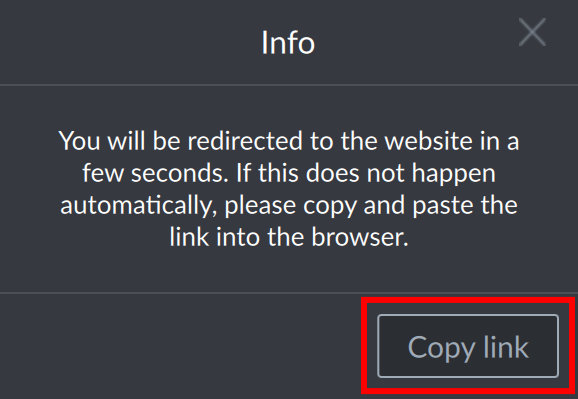 Info
You will be redirected to the website in a
few seconds. If this does not happen
automatically, please copy and paste the
link into the browser.
Copy link